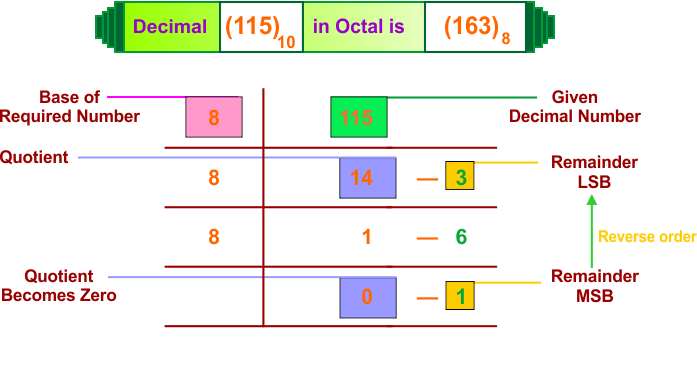 Decimal (115)10 in Octal is (163)8
Base of
Required Number
8 115
Given
Decimal Number
Quotient
8 14 — 3
Remainder
LSB
8 1 — 6
Reverse order
Quotient
Becomes Zero
0 — 1
Remainder
MSB